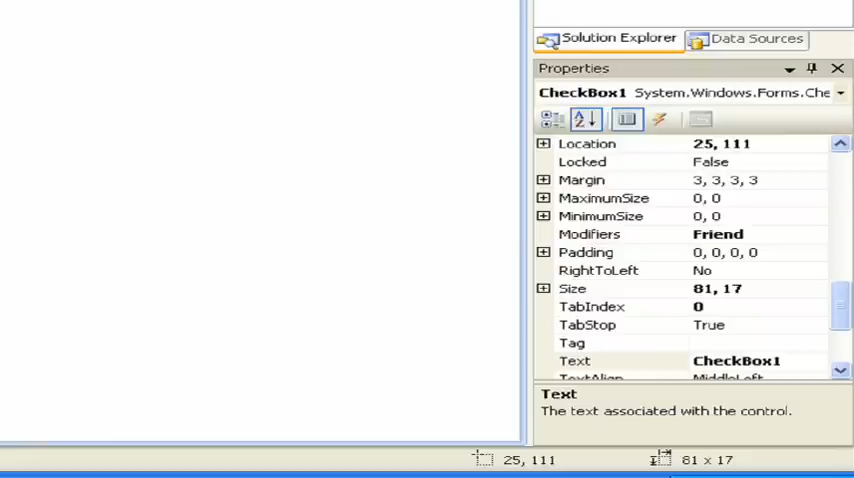 Solution Explorer Data Sources
Properties
CheckBox1 System.Windows.Forms.Che
Location 25, 111
Locked False
Margin 3, 3, 3, 3
MaximumSize 0, 0
MinimumSize 0, 0
Modifiers Friend
Padding 0, 0, 0, 0
RightToLeft No
Size 81, 17
TabIndex 0
TabStop True
Tag
Text CheckBox1
TextAlign MiddleLeft
Text
The text associated with the control.
25, 111 81 x 17